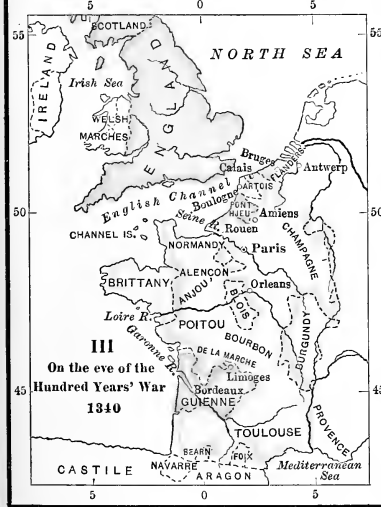 5 0 5
55 55
SCOTLAND
NORTH SEA
IRELAND
Irish Sea
WELSH
MARCHES
ENGLAND
Bruges
FLANDERS
Calais
Antwerp
ARTOIS
English Channel
Boulogne
PONTHIEU
50 50
Amiens
Seine R.
Rouen
CHANNEL IS.
NORMANDY
Paris
CHAMPAGNE
ALENÇON
BRITTANY
ANJOU
Orleans
BLOIS
Loire R.
POITOU
BOURBON
BURGUNDY
III
On the eve of the
Hundred Years' War
1340
Garonne R.
DE LA MARCHE
Limoges
45 45
Bordeaux
GUIENNE
TOULOUSE
PROVENCE
BEARN
FOIX
CASTILE
NAVARRE
ARAGON
Mediterranean
Sea
5 0 5